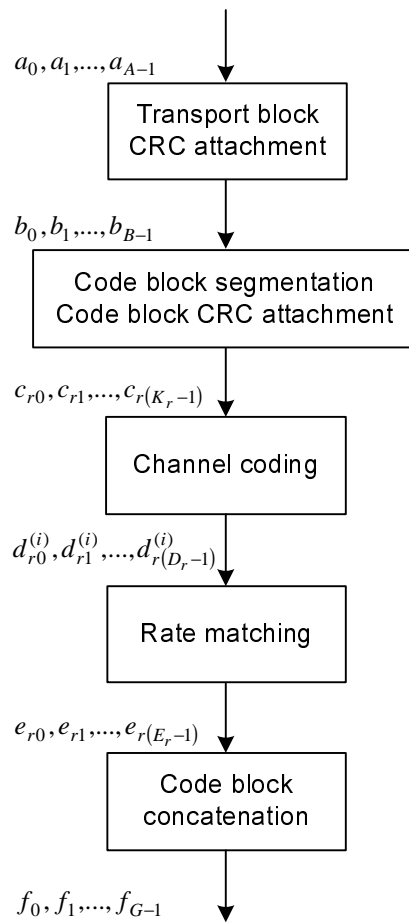 a_0, a_1,..., a_{A-1}
Transport block
CRC attachment
b_0, b_1,..., b_{B-1}
Code block segmentation
Code block CRC attachment
c_{r0}, c_{r1},..., c_{r(K_r-1)}
Channel coding
d_{r0}^{(i)}, d_{r1}^{(i)},..., d_{r(D_r-1)}^{(i)}
Rate matching
e_{r0}, e_{r1},..., e_{r(E_r-1)}
Code block
concatenation
f_0, f_1,..., f_{G-1}